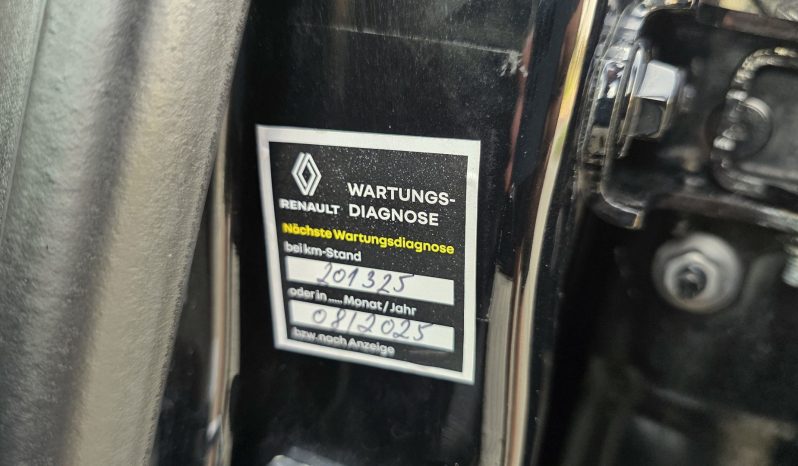 WARTUNGS-
DIAGNOSE
RENAULT
Nächste Wartungsdiagnose
bei km-Stand
201325
oder in ..... Monat / Jahr
08/2025
bzw. nach Anzeige